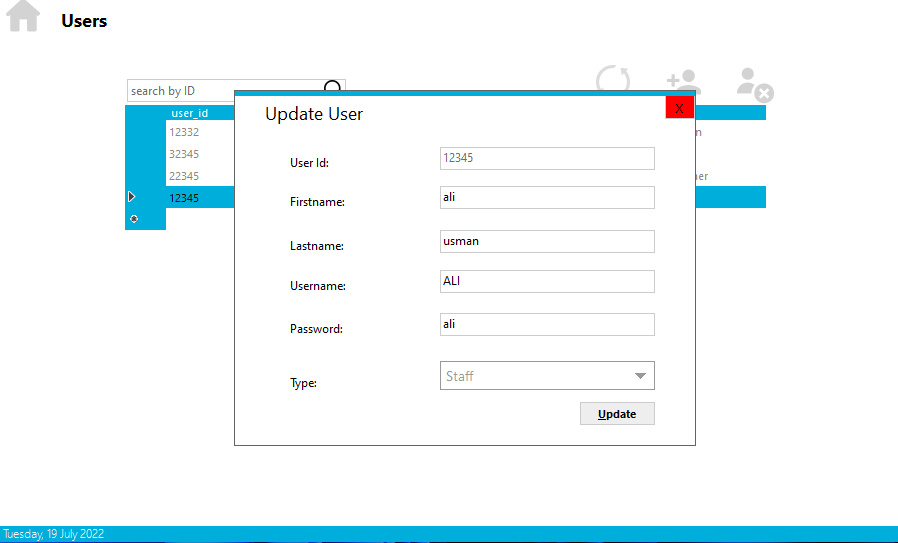 Users
search by ID
user_id
12332
32345
22345
12345
Update User
X
User Id:
12345
Firstname:
ali
Lastname:
usman
Username:
ALI
Password:
ali
Type:
Staff
Update
Tuesday, 19 July 2022